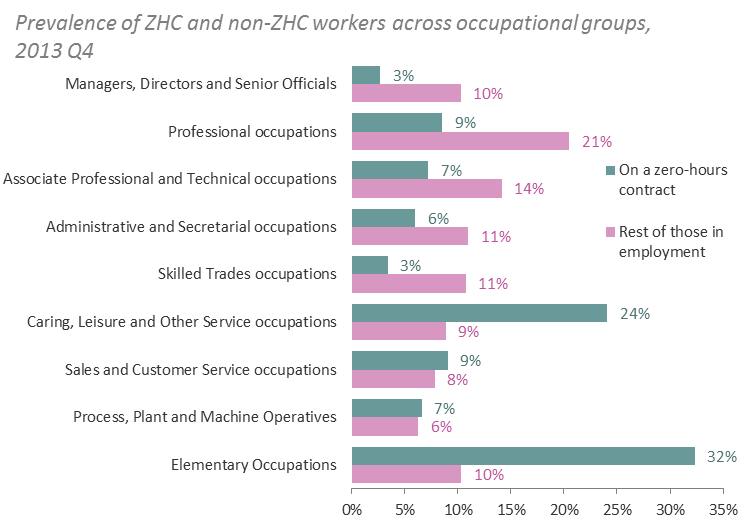 Prevalence of ZHC and non-ZHC workers across occupational groups,
2013 Q4
Managers, Directors and Senior Officials
3%
10%
Professional occupations
9%
21%
Associate Professional and Technical occupations
7%
14%
Administrative and Secretarial occupations
6%
11%
Skilled Trades occupations
3%
11%
Caring, Leisure and Other Service occupations
24%
9%
Sales and Customer Service occupations
9%
8%
Process, Plant and Machine Operatives
7%
6%
Elementary Occupations
32%
10%
0% 5% 10% 15% 20% 25% 30% 35%
On a zero-hours
contract
Rest of those in
employment